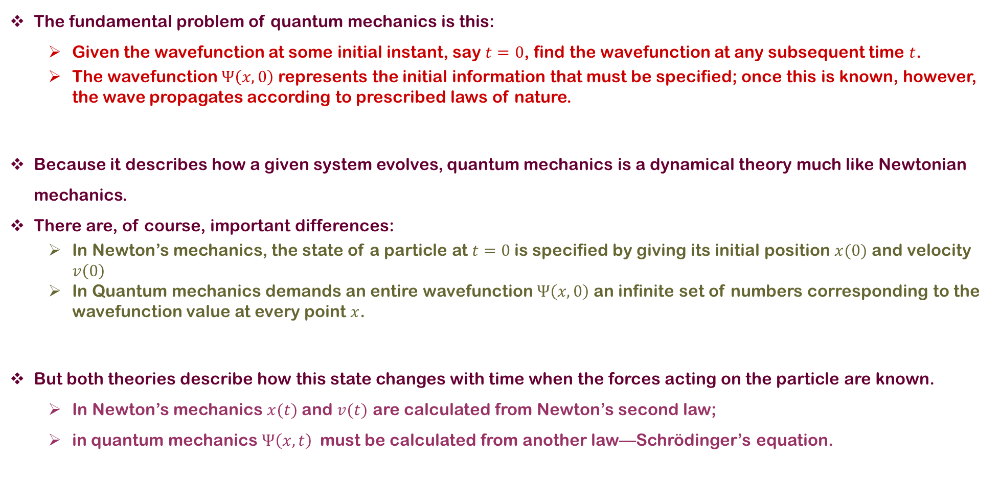 ❖ The fundamental problem of quantum mechanics is this:
➢ Given the wavefunction at some initial instant, say 𝑡 = 0, find the wavefunction at any subsequent time 𝑡.
➢ The wavefunction Ψ(𝑥, 0) represents the initial information that must be specified; once this is known, however,
the wave propagates according to prescribed laws of nature.
❖ Because it describes how a given system evolves, quantum mechanics is a dynamical theory much like Newtonian
mechanics.
❖ There are, of course, important differences:
➢ In Newton’s mechanics, the state of a particle at 𝑡 = 0 is specified by giving its initial position 𝑥(0) and velocity
𝑣(0)
➢ In Quantum mechanics demands an entire wavefunction Ψ(𝑥, 0) an infinite set of numbers corresponding to the
wavefunction value at every point 𝑥.
❖ But both theories describe how this state changes with time when the forces acting on the particle are known.
➢ In Newton’s mechanics 𝑥(𝑡) and 𝑣(𝑡) are calculated from Newton’s second law;
➢ in quantum mechanics Ψ(𝑥, 𝑡) must be calculated from another law—Schrödinger’s equation.